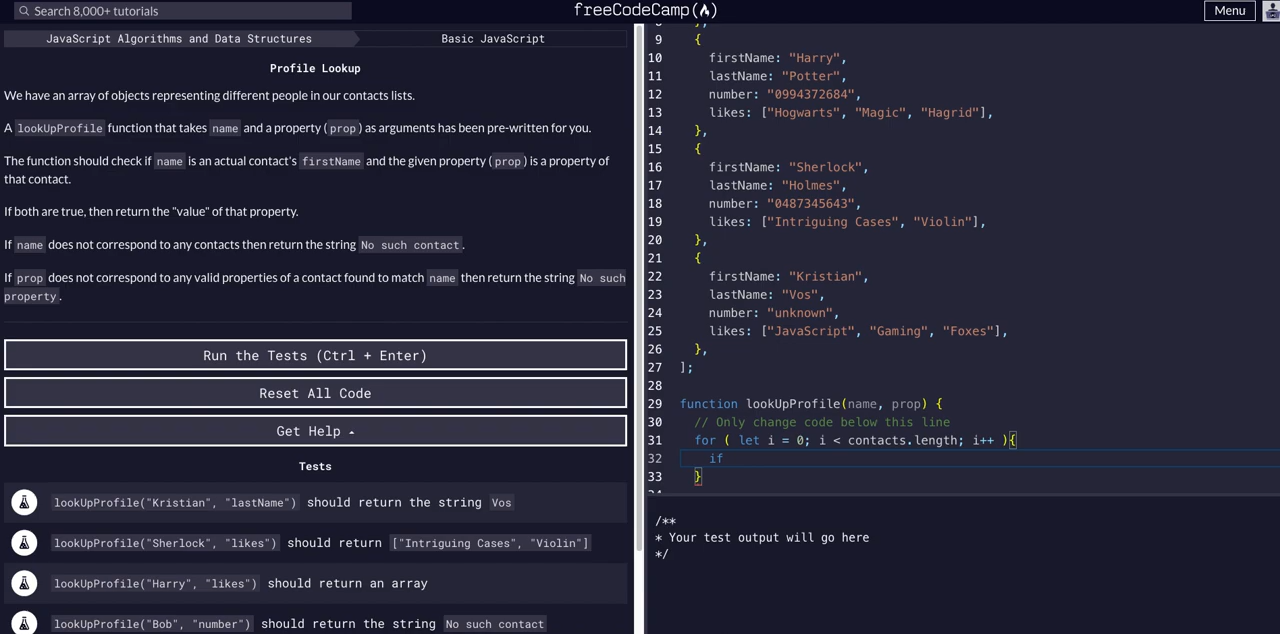 Search 8,000+ tutorials
freeCodeCamp
Menu
JavaScript Algorithms and Data Structures
Basic JavaScript
Profile Lookup
We have an array of objects representing different people in our contacts lists.
A lookUpProfile function that takes name and a property (prop) as arguments has been pre-written for you.
The function should check if name is an actual contact's firstName and the given property (prop) is a property of
that contact.
If both are true, then return the "value" of that property.
If name does not correspond to any contacts then return the string No such contact.
If prop does not correspond to any valid properties of a contact found to match name then return the string No such
property.
Run the Tests (Ctrl + Enter)
Reset All Code
Get Help
Tests
lookUpProfile("Kristian", "lastName") should return the string Vos
lookUpProfile("Sherlock", "likes") should return ["Intriguing Cases", "Violin"]
lookUpProfile("Harry", "likes") should return an array
lookUpProfile("Bob", "number") should return the string No such contact
9 {
10 firstName: "Harry",
11 lastName: "Potter",
12 number: "0994372684",
13 likes: ["Hogwarts", "Magic", "Hagrid"],
14 },
15 {
16 firstName: "Sherlock",
17 lastName: "Holmes",
18 number: "0487345643",
19 likes: ["Intriguing Cases", "Violin"],
20 },
21 {
22 firstName: "Kristian",
23 lastName: "Vos",
24 number: "unknown",
25 likes: ["JavaScript", "Gaming", "Foxes"],
26 },
27 ];
28
29 function lookUpProfile(name, prop) {
30 // Only change code below this line
31 for ( let i = 0; i < contacts.length; i++ ){
32 if
33 }
/**
* Your test output will go here
*/